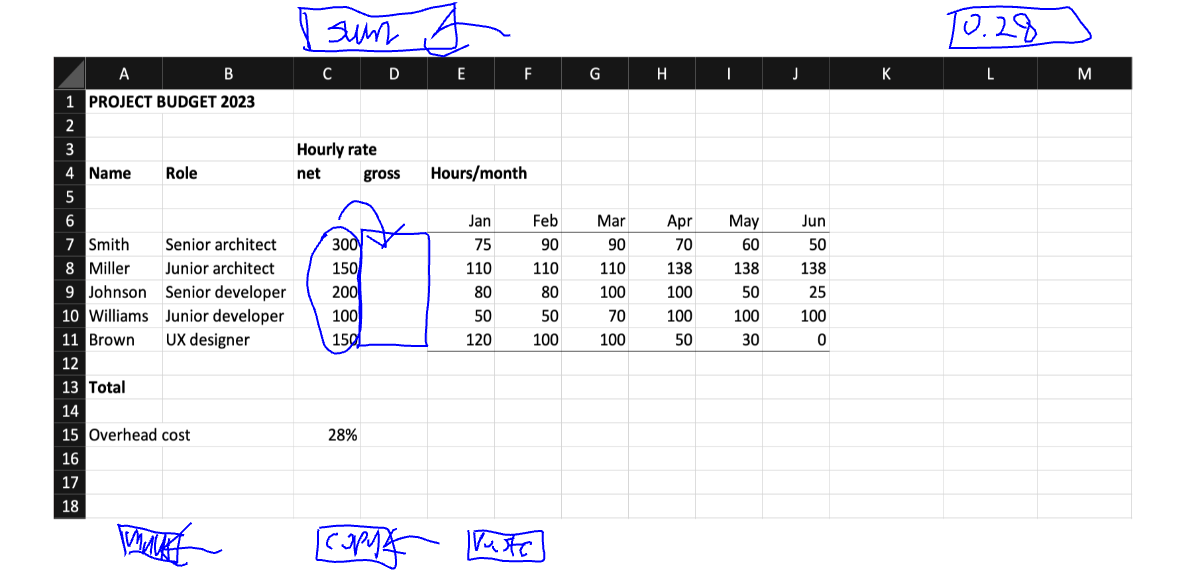 sum
0.28
A B C D E F G H I J K L M
1 PROJECT BUDGET 2023
2
3 Hourly rate
4 Name Role net gross Hours/month
5
6 Jan Feb Mar Apr May Jun
7 Smith Senior architect 300 75 90 90 70 60 50
8 Miller Junior architect 150 110 110 110 138 138 138
9 Johnson Senior developer 200 80 80 100 100 50 25
10 Williams Junior developer 100 50 50 70 100 100 100
11 Brown UX designer 150 120 100 100 50 30 0
12
13 Total
14
15 Overhead cost 28%
16
17
18
copy